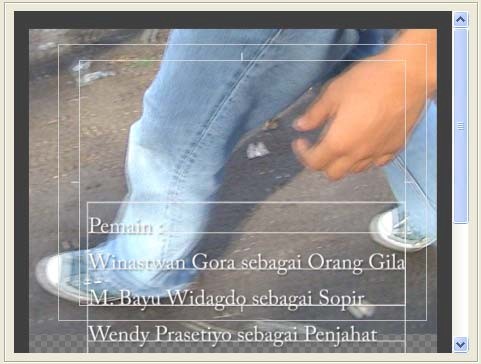 Pemain :
Winastwan Gora sebagai Orang Gila
M. Bayu Widagdo sebagai Sopir
Wendy Prasetiyo sebagai Penjahat